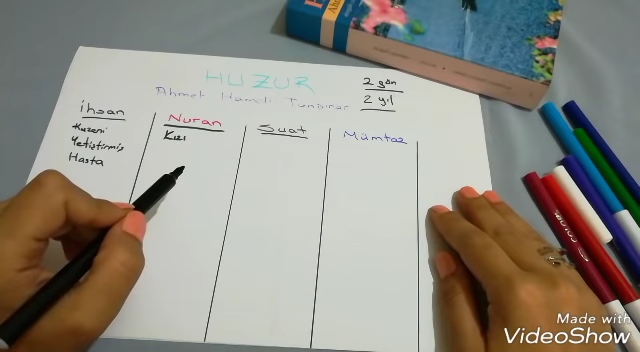 HUZUR
Ahmet Hamdi Tanpınar
2 gün
2 yıl
İhsan
Kuzeni
Yetiştirmiş
Hasta
Nuran
Kızı
Suat
Mümtaz
Made with
VideoShow